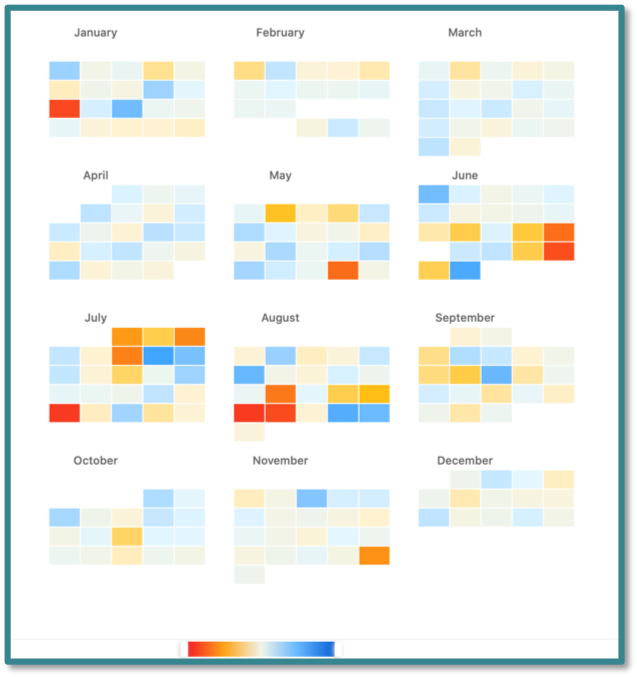 January February March
April May June
July August September
October November December